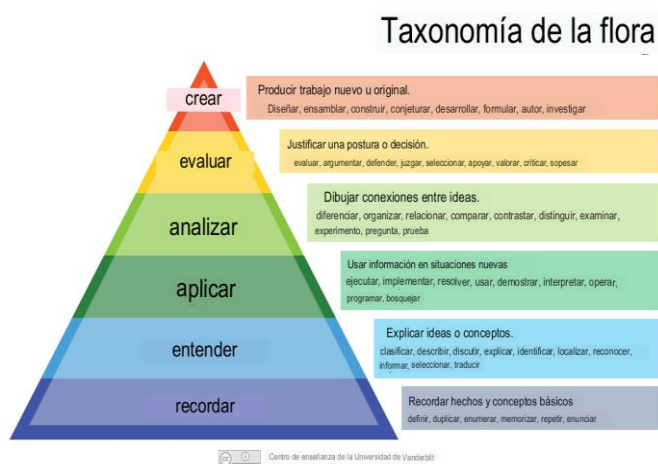 Taxonomía de la flora
crear
Producir trabajo nuevo u original.
Diseñar, ensamblar, construir, conjeturar, desarrollar, formular, autor, investigar
evaluar
Justificar una postura o decisión.
evaluar, argumentar, defender, juzgar, seleccionar, apoyar, valorar, criticar, sopesar
analizar
Dibujar conexiones entre ideas.
diferenciar, organizar, relacionar, comparar, contrastar, distinguir, examinar,
experimento, pregunta, prueba
aplicar
Usar información en situaciones nuevas
ejecutar, implementar, resolver, usar, demostrar, interpretar, operar,
programar, bosquejar
entender
Explicar ideas o conceptos.
clasificar, describir, discutir, explicar, identificar, localizar, reconocer,
informar, seleccionar, traducir
recordar
Recordar hechos y conceptos básicos
definir, duplicar, enumerar, memorizar, repetir, enunciar
cc
Centro de enseñanza de la Universidad de Vanderbilt